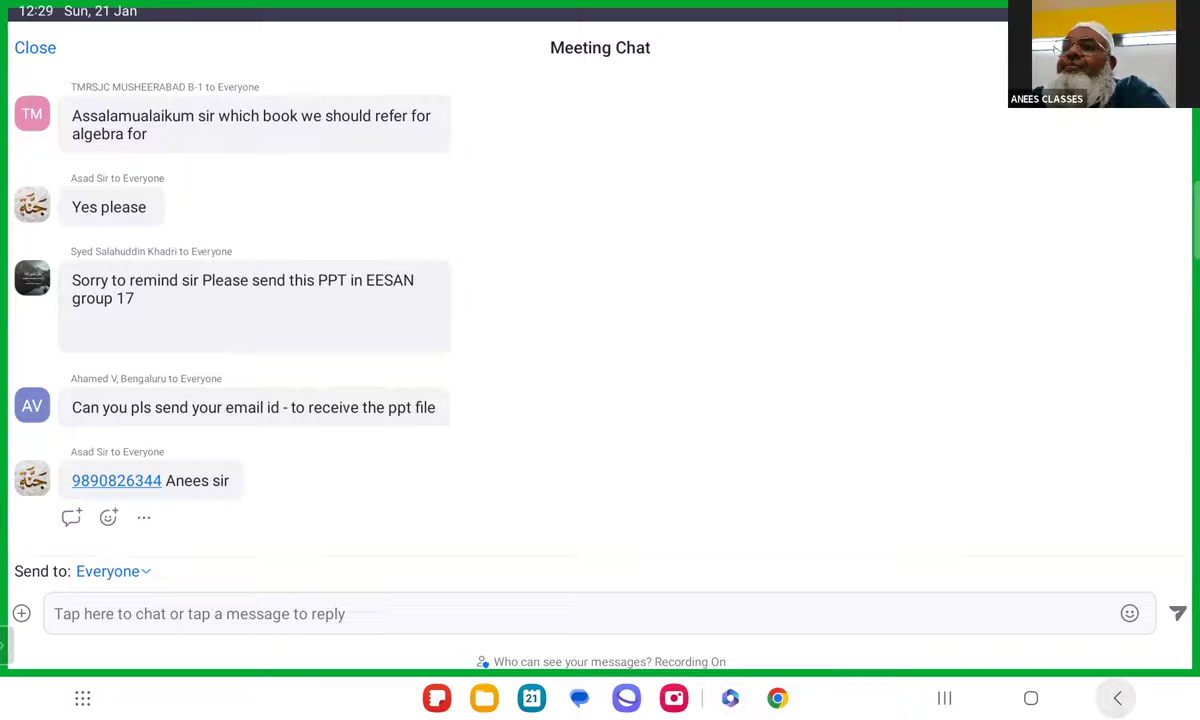 12:29 Sun, 21 Jan
Close
Meeting Chat
ANEES CLASSES
TMRSJC MUSHEERABAD B-1 to Everyone
TM
Assalamualaikum sir which book we should refer for
algebra for
Asad Sir to Everyone
Yes please
Syed Salahuddin Khadri to Everyone
Sorry to remind sir Please send this PPT in EESAN
group 17
Ahamed V, Bengaluru to Everyone
AV
Can you pls send your email id - to receive the ppt file
Asad Sir to Everyone
9890826344 Anees sir
Send to: Everyone
Tap here to chat or tap a message to reply
Who can see your messages? Recording On
21